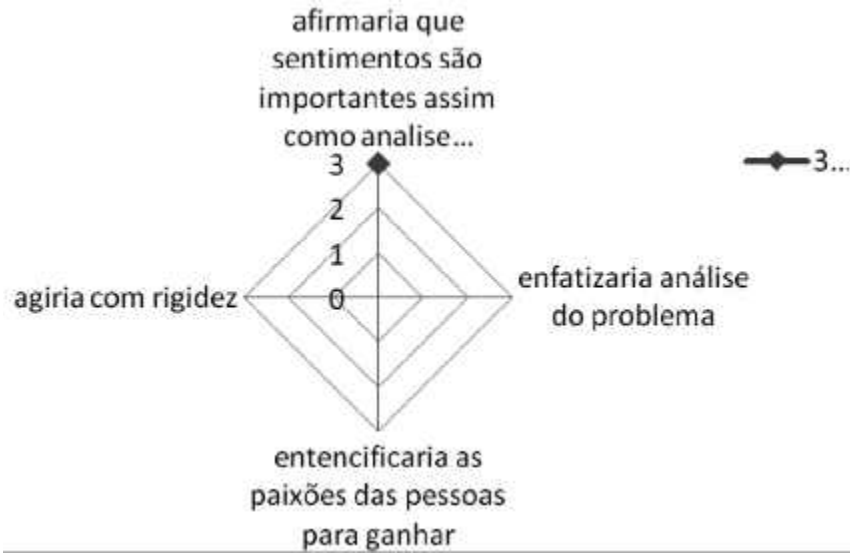 afirmaria que
sentimentos são
importantes assim
como analise...
3
3...
2
1
enfatizaria análise
agiria com rigidez
0
do problema
entencificaria as
paixões das pessoas
para ganhar